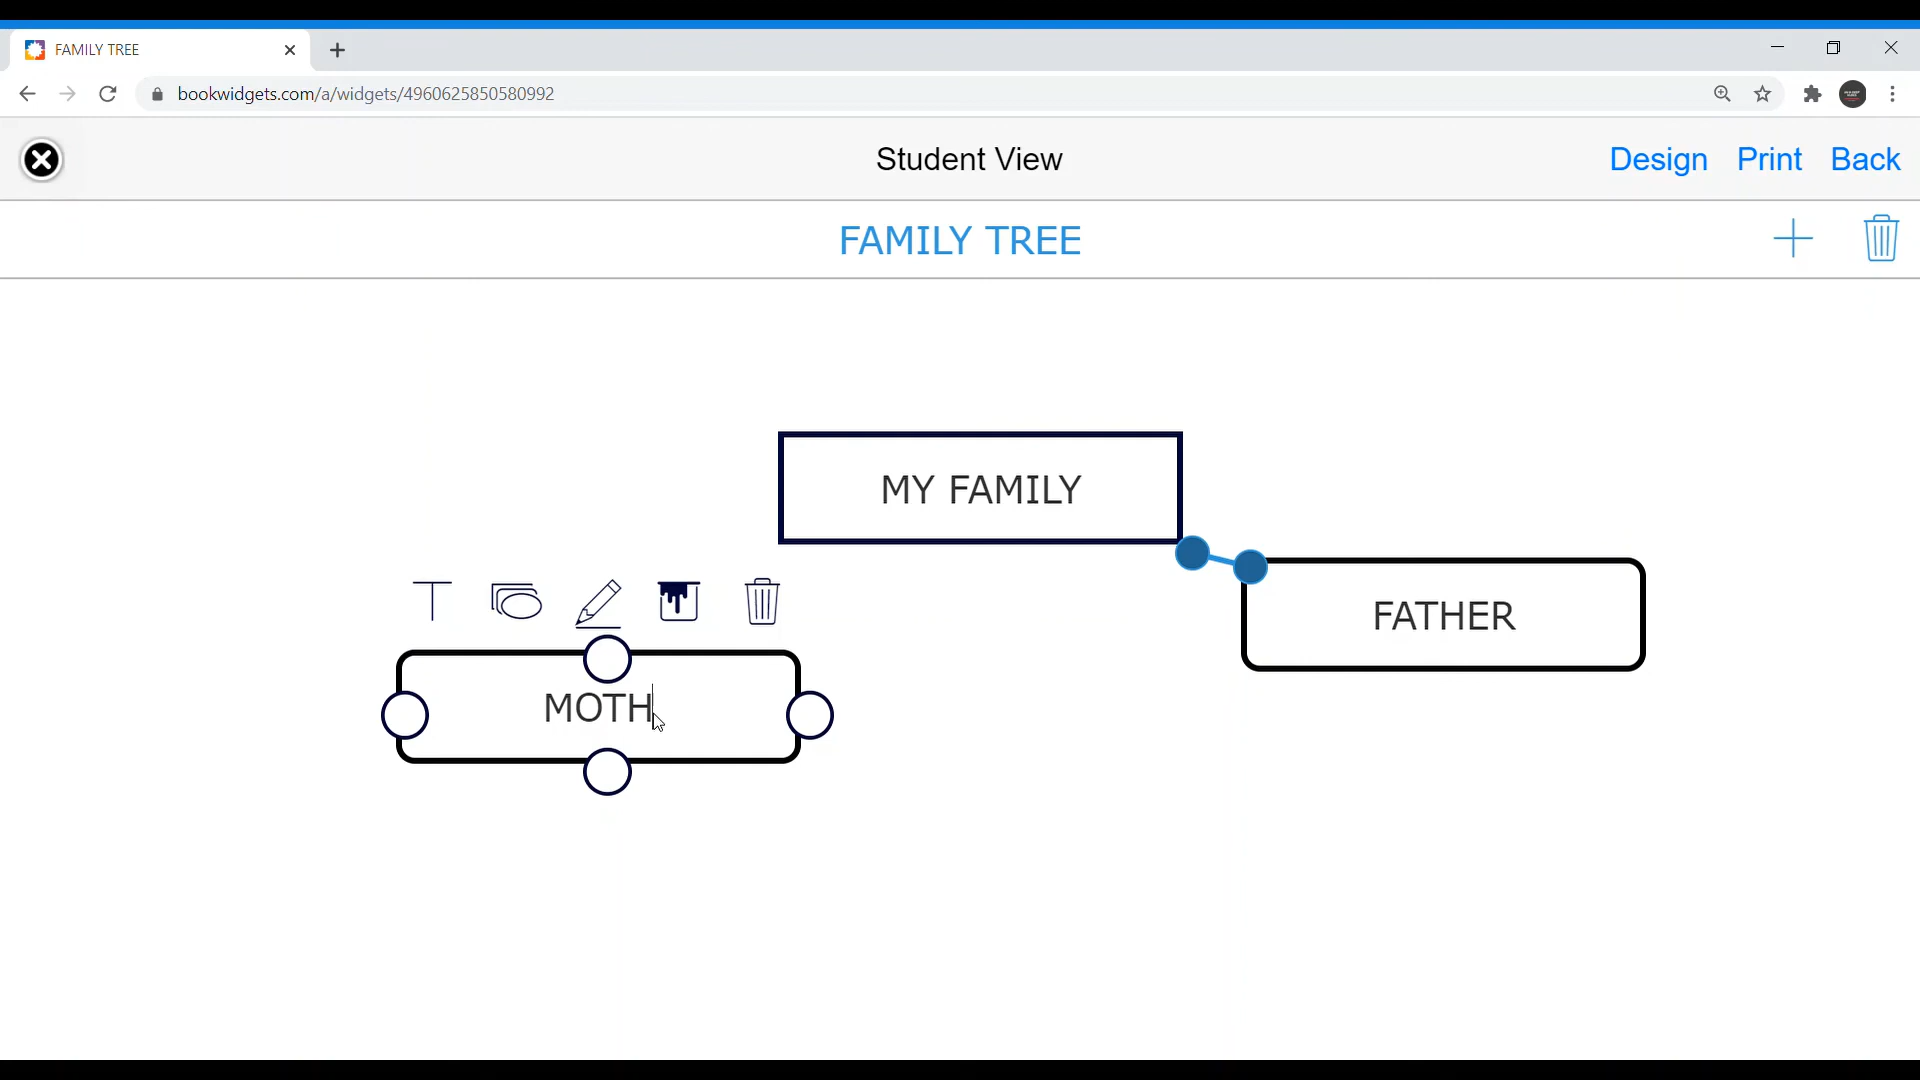 FAMILY TREE
bookwidgets.com/a/widgets/4960625850580992
Student View
Design Print Back
FAMILY TREE
MY FAMILY
FATHER
MOTH